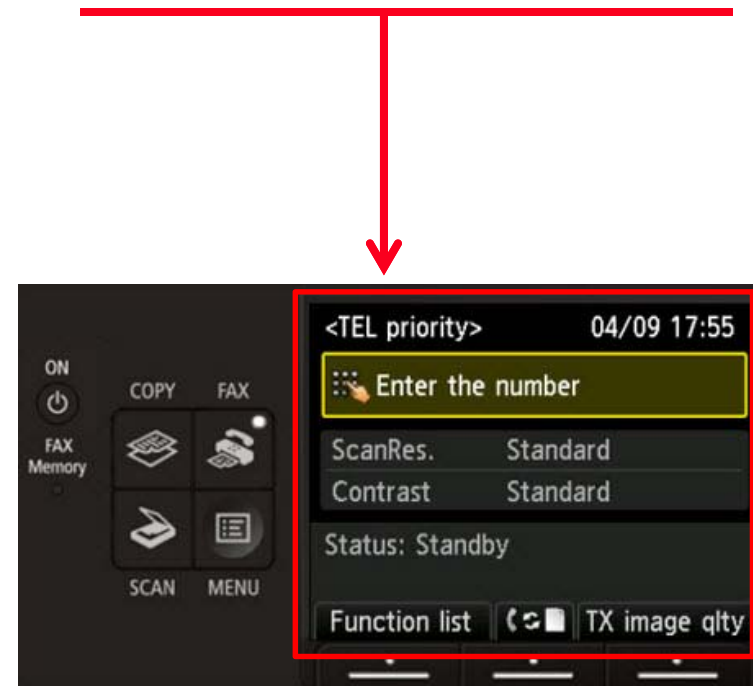 <TEL priority> 04/09 17:55
Enter the number
ScanRes. Standard
Contrast Standard
Status: Standby
Function list TX image qlty
ON
COPY FAX
FAX
Memory
SCAN MENU